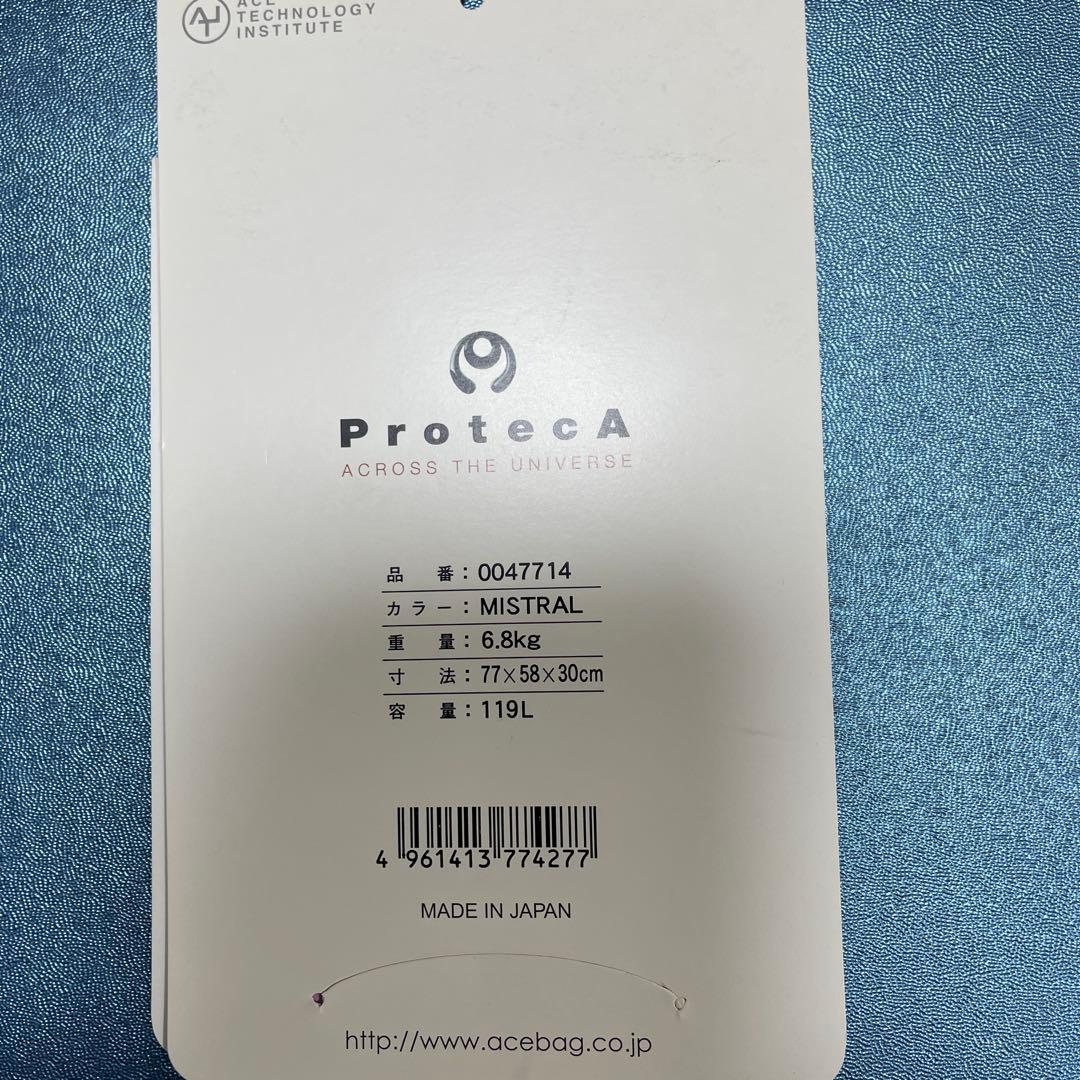 ACE
TECHNOLOGY
INSTITUTE
ProtecA
ACROSS THE UNIVERSE
品 番：0047714
カラー：MISTRAL
重 量：6.8kg
寸 法：77×58×30cm
容 量：119L
4 961413 774277
MADE IN JAPAN
http://www.acebag.co.jp